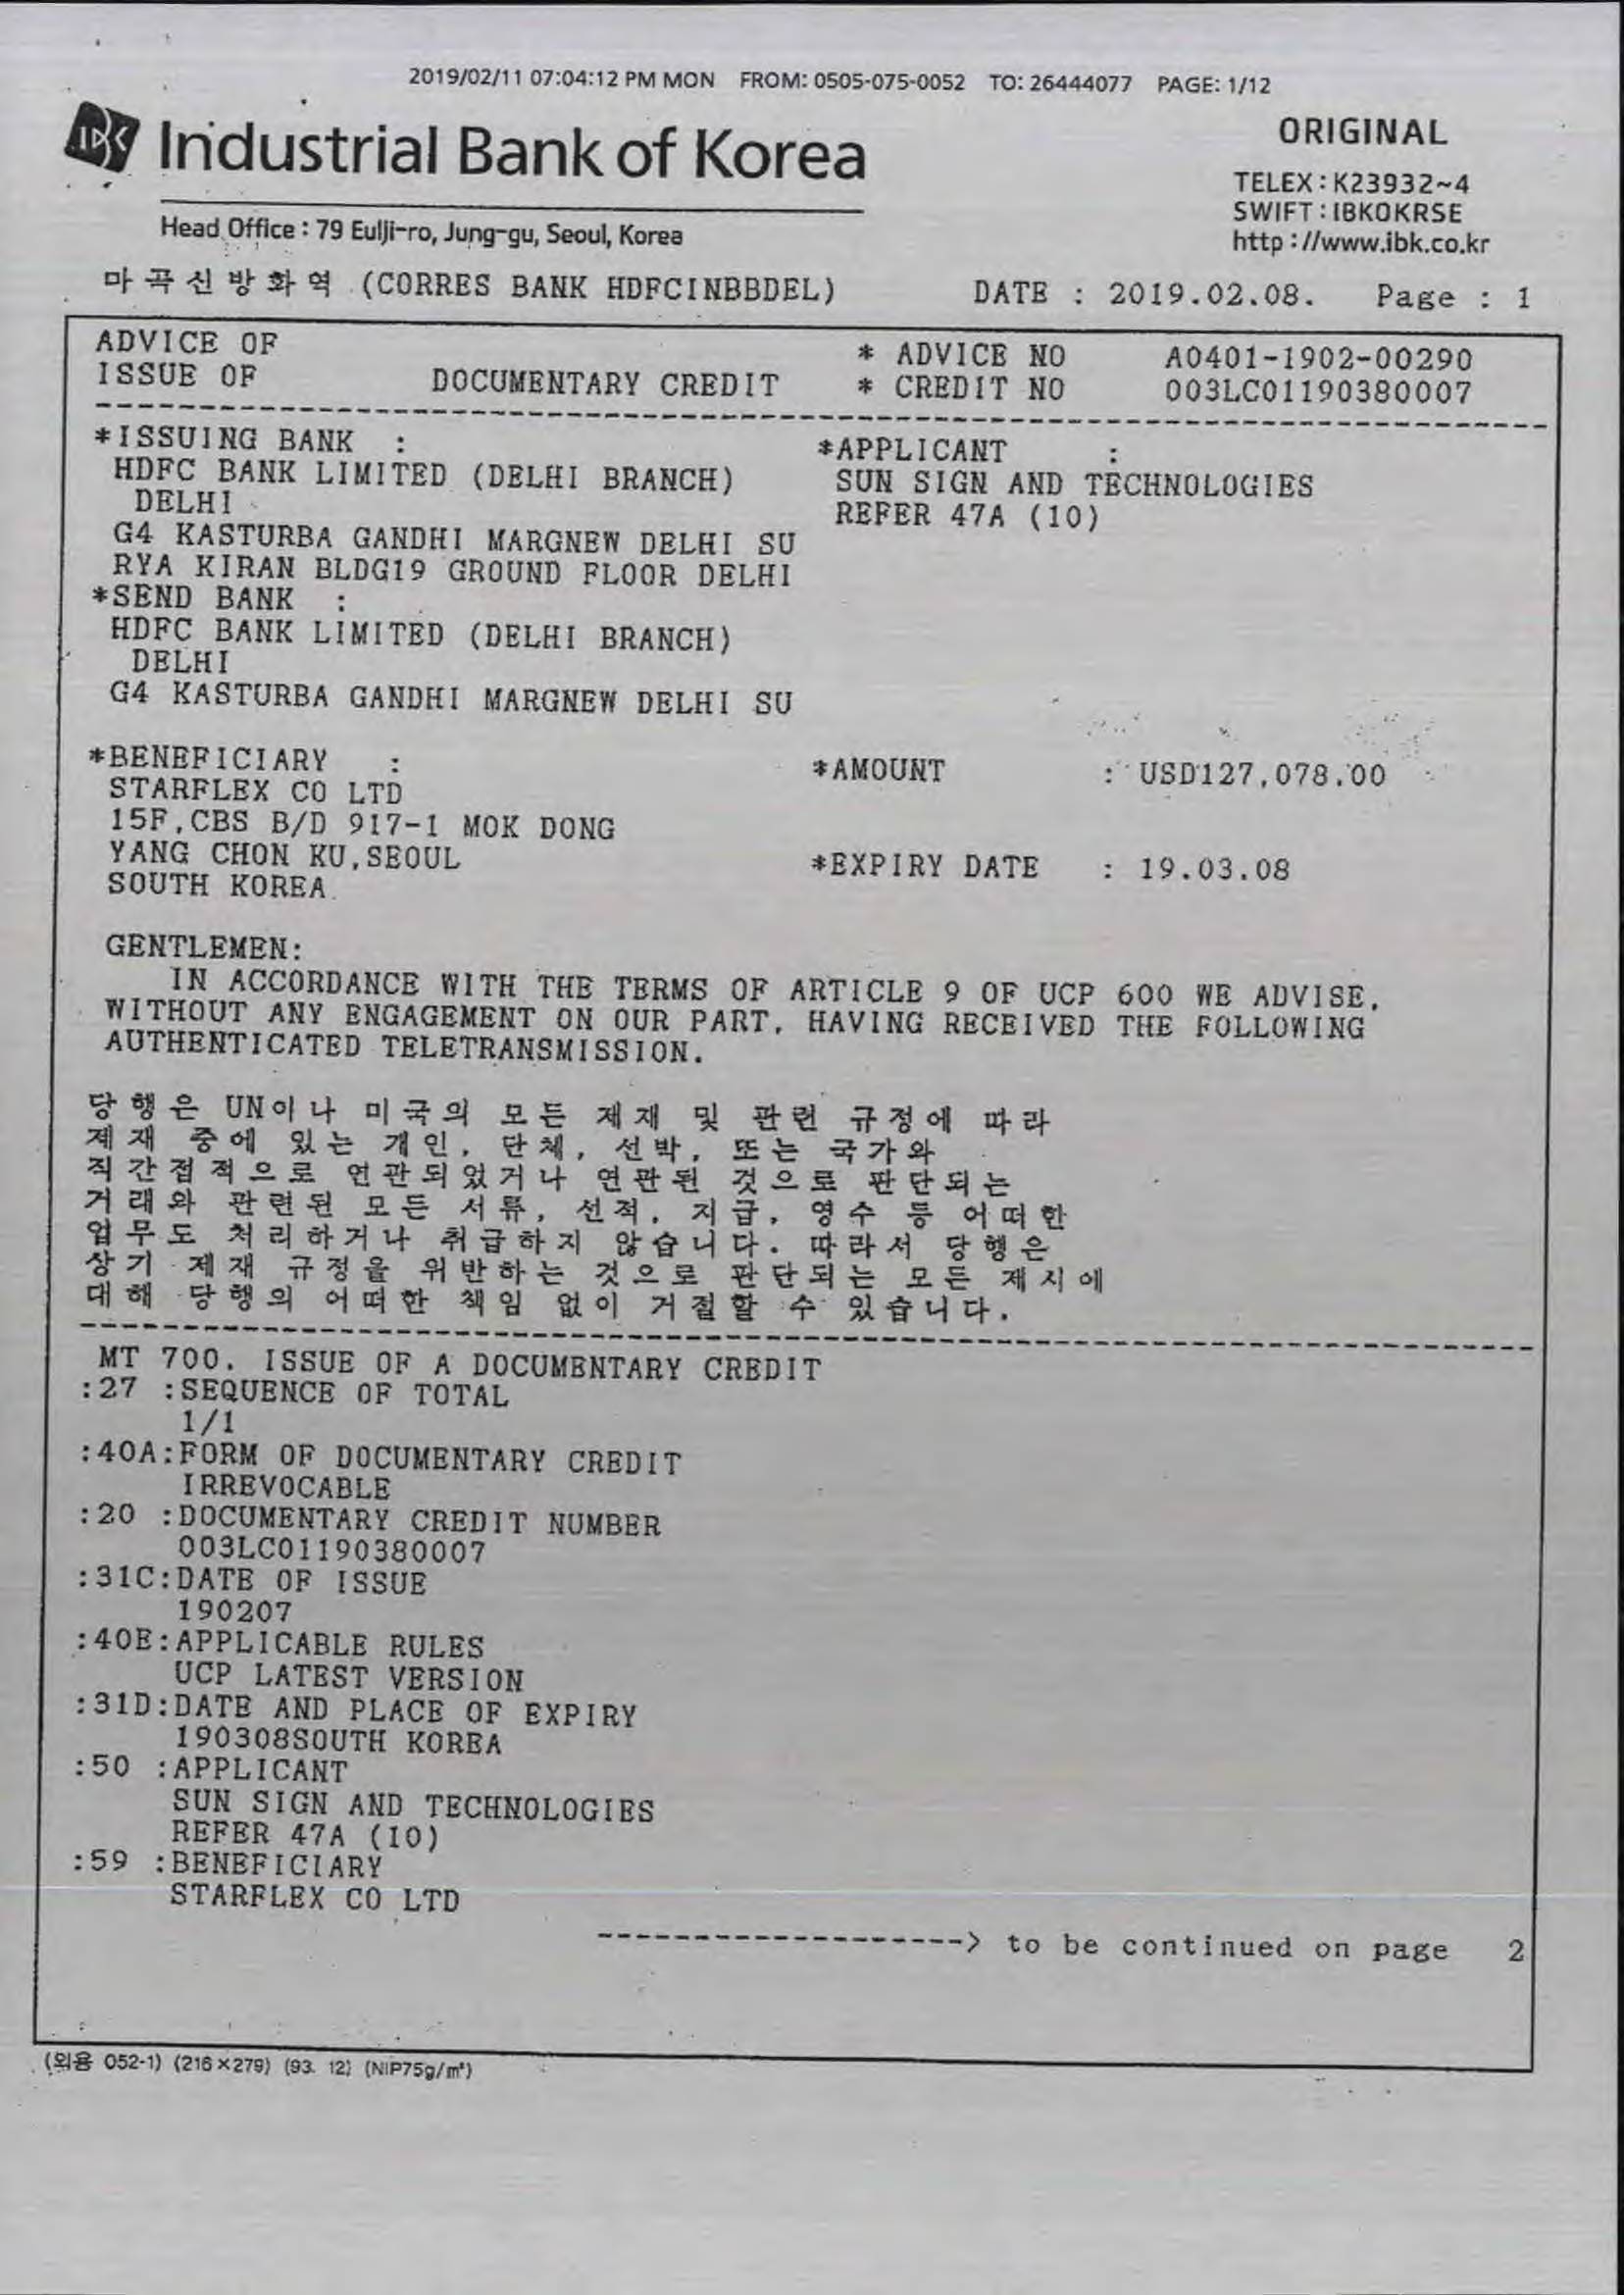 2019/02/11 07:04:12 PM MON FROM: 0505-075-0052 TO: 26444077 PAGE: 1/12
IBK Industrial Bank of Korea
ORIGINAL
TELEX : K23932~4
SWIFT : IBKOKRSE
http : //www.ibk.co.kr
Head Office : 79 Eulji-ro, Jung-gu, Seoul, Korea
마곡신방화역 (CORRES BANK HDFCINBBDEL) DATE : 2019.02.08. Page : 1
ADVICE OF * ADVICE NO A0401-1902-00290
ISSUE OF DOCUMENTARY CREDIT * CREDIT NO 003LC01190380007
*ISSUING BANK : *APPLICANT :
HDFC BANK LIMITED (DELHI BRANCH) SUN SIGN AND TECHNOLOGIES
DELHI REFER 47A (10)
G4 KASTURBA GANDHI MARGNEW DELHI SU
RYA KIRAN BLDG19 GROUND FLOOR DELHI
*SEND BANK :
HDFC BANK LIMITED (DELHI BRANCH)
DELHI
G4 KASTURBA GANDHI MARGNEW DELHI SU
*BENEFICIARY : *AMOUNT : USD127,078.00
STARFLEX CO LTD
15F,CBS B/D 917-1 MOK DONG
YANG CHON KU,SEOUL *EXPIRY DATE : 19.03.08
SOUTH KOREA
GENTLEMEN:
IN ACCORDANCE WITH THE TERMS OF ARTICLE 9 OF UCP 600 WE ADVISE,
WITHOUT ANY ENGAGEMENT ON OUR PART, HAVING RECEIVED THE FOLLOWING
AUTHENTICATED TELETRANSMISSION.
당행은 UN이나 미국의 모든 제재 및 관련 규정에 따라
제재 중에 있는 개인, 단체, 선박, 또는 국가와
직간접적으로 연관되었거나 연관된 것으로 판단되는
거래와 관련된 모든 서류, 선적, 지급, 영수 등 어떠한
업무도 처리하거나 취급하지 않습니다. 따라서 당행은
상기 제재 규정을 위반하는 것으로 판단되는 모든 제시에
대해 당행의 어떠한 책임 없이 거절할 수 있습니다.
MT 700. ISSUE OF A DOCUMENTARY CREDIT
:27 :SEQUENCE OF TOTAL
1/1
:40A:FORM OF DOCUMENTARY CREDIT
IRREVOCABLE
:20 :DOCUMENTARY CREDIT NUMBER
003LC01190380007
:31C:DATE OF ISSUE
190207
:40E:APPLICABLE RULES
UCP LATEST VERSION
:31D:DATE AND PLACE OF EXPIRY
190308SOUTH KOREA
:50 :APPLICANT
SUN SIGN AND TECHNOLOGIES
REFER 47A (10)
:59 :BENEFICIARY
STARFLEX CO LTD
-------------------> to be continued on page 2
(외용 052-1) (216×279) (93. 12) (NIP75g/m²)